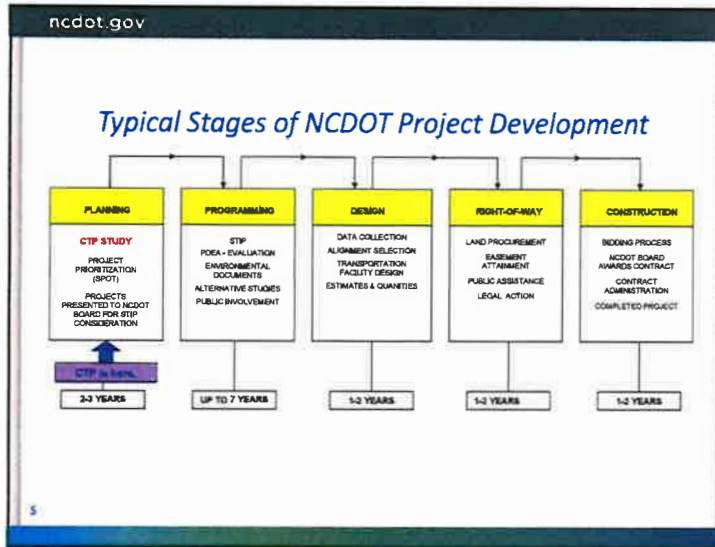 ncdot.gov
Typical Stages of NCDOT Project Development
PLANNING
CTP STUDY
PROJECT
PRIORITIZATION
(SPOT)
PROJECTS
PRESENTED TO NCDOT
BOARD FOR STIP
CONSIDERATION
CTP is here.
2-3 YEARS
PROGRAMMING
STIP
PDEA - EVALUATION
ENVIRONMENTAL
DOCUMENTS
ALTERNATIVE STUDIES
PUBLIC INVOLVEMENT
UP TO 7 YEARS
DESIGN
DATA COLLECTION
ALIGNMENT SELECTION
TRANSPORTATION
FACILITY DESIGN
ESTIMATES & QUANITIES
1-2 YEARS
RIGHT-OF-WAY
LAND PROCUREMENT
EASEMENT
ATTAINMENT
PUBLIC ASSISTANCE
LEGAL ACTION
1-2 YEARS
CONSTRUCTION
BIDDING PROCESS
NCDOT BOARD
AWARDS CONTRACT
CONTRACT
ADMINISTRATION
COMPLETED PROJECT
1-2 YEARS
5